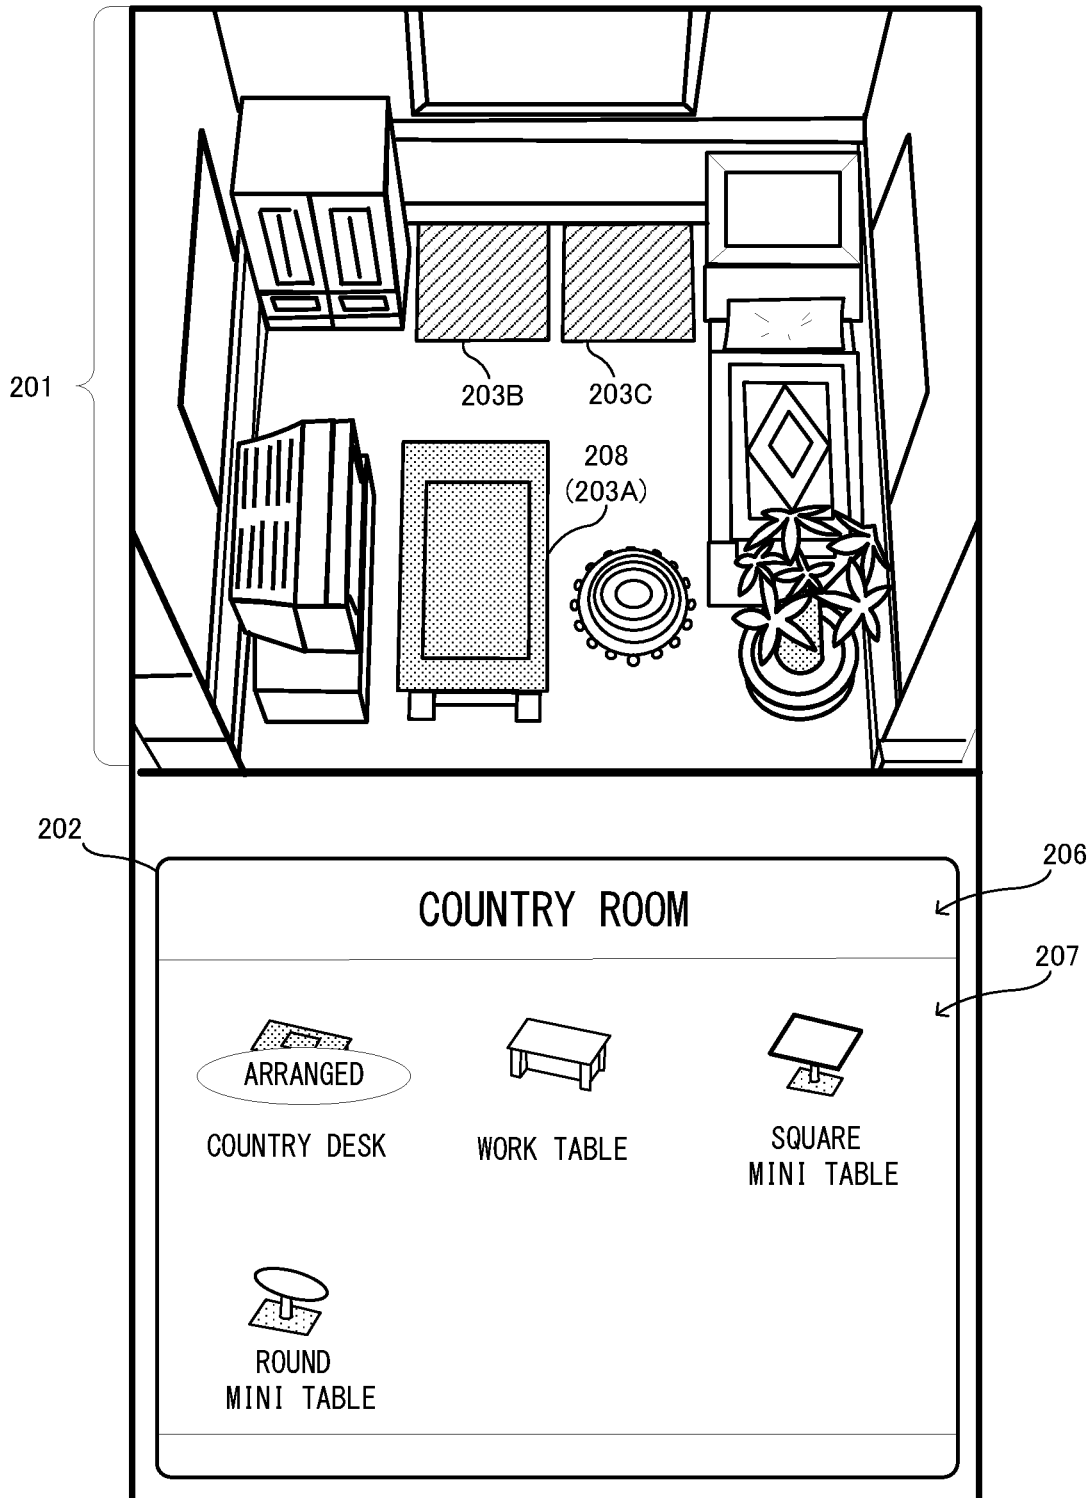 201
203B
203C
208
(203A)
202
206
COUNTRY ROOM
207
ARRANGED
COUNTRY DESK
WORK TABLE
SQUARE
MINI TABLE
ROUND
MINI TABLE